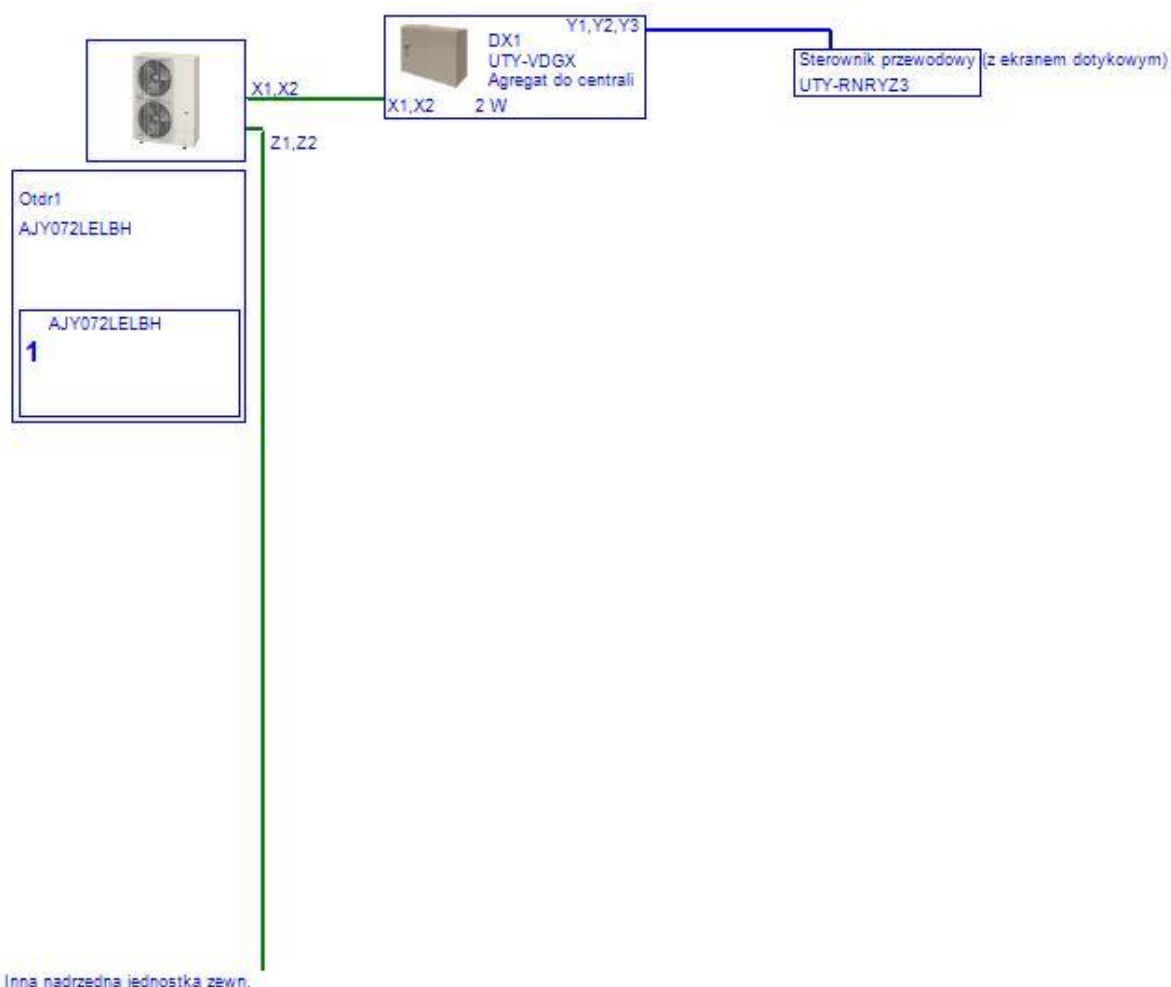 Y1,Y2,Y3
DX1
UTY-VDGX
Agregat do centrali
X1,X2
X1,X2 2 W
Sterownik przewodowy (z ekranem dotykowym)
UTY-RNRYZ3
Z1,Z2
Otdr1
AJY072LELBH
AJY072LELBH
1
Inna nadrzedna jednostka zewn.